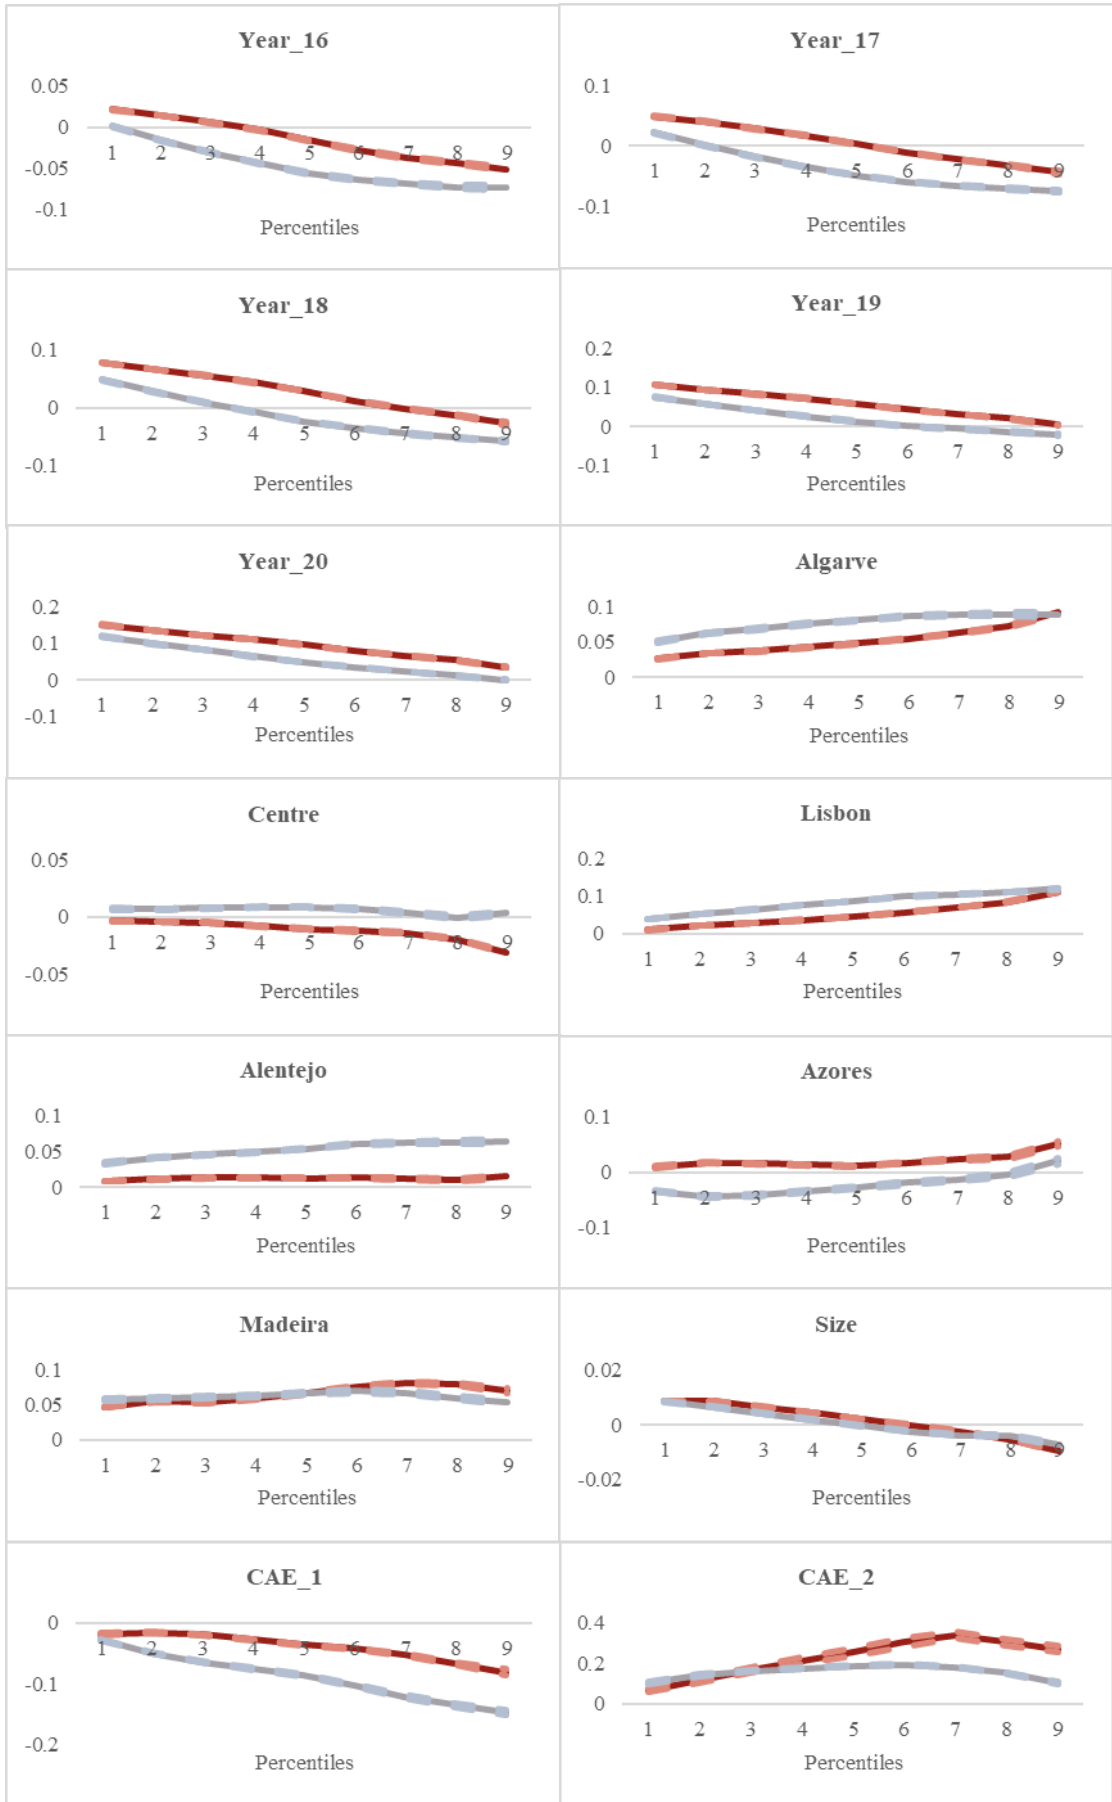 Year_16
0.05
0
1 2 3 4 5 6 7 8 9
-0.05
-0.1
Percentiles
Year_17
0.1
0
1 2 3 4 5 6 7 8 9
-0.1
Percentiles
Year_18
0.1
0
1 2 3 4 5 6 7 8 9
-0.1
Percentiles
Year_19
0.2
0.1
0
1 2 3 4 5 6 7 8 9
-0.1
Percentiles
Year_20
0.2
0.1
0
1 2 3 4 5 6 7 8 9
-0.1
Percentiles
Algarve
0.1
0.05
0
1 2 3 4 5 6 7 8 9
Percentiles
Centre
0.05
0
1 2 3 4 5 6 7 8 9
-0.05
Percentiles
Lisbon
0.2
0.1
0
1 2 3 4 5 6 7 8 9
Percentiles
Alentejo
0.1
0.05
0
1 2 3 4 5 6 7 8 9
Percentiles
Azores
0.1
0
1 2 3 4 5 6 7 8 9
-0.1
Percentiles
Madeira
0.1
0.05
0
1 2 3 4 5 6 7 8 9
Percentiles
Size
0.02
0
1 2 3 4 5 6 7 8 9
-0.02
Percentiles
CAE_1
0
1 2 3 4 5 6 7 8 9
-0.1
-0.2
Percentiles
CAE_2
0.4
0.2
0
1 2 3 4 5 6 7 8 9
Percentiles